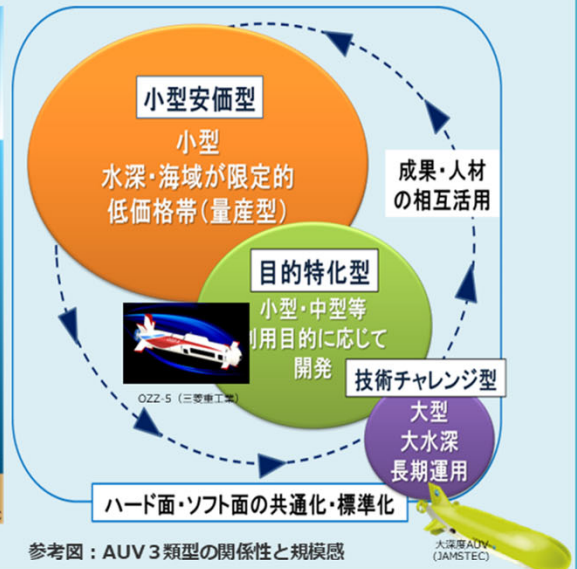 小型安価型
小型
水深・海域が限定的
低価格帯(量産型)
成果・人材
の相互活用
目的特化型
小型・中型等
利用目的に応じて
開発
OZZ-5(三菱重工業)
技術チャレンジ型
大型
大水深
長期運用
ハード面・ソフト面の共通化・標準化
大深度AUV
(JAMSTEC)
参考図：AUV3類型の関係性と規模感